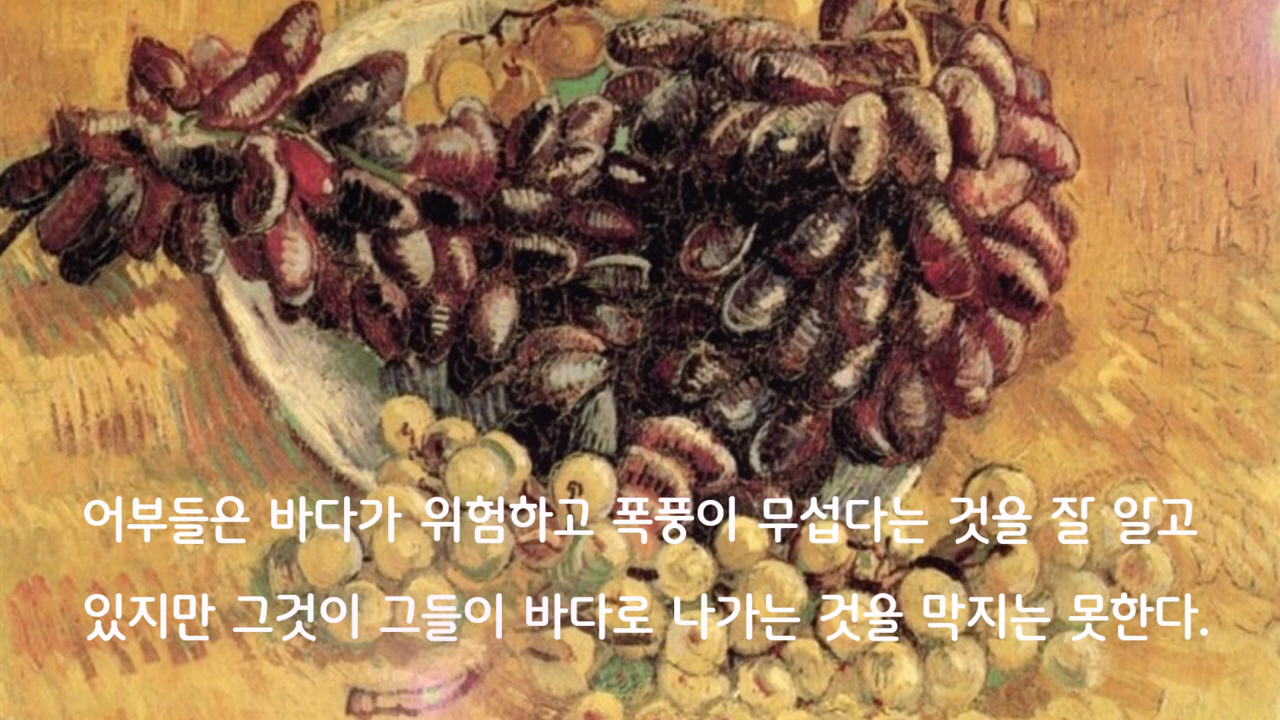 어부들은 바다가 위험하고 폭풍이 무섭다는 것을 잘 알고
있지만 그것이 그들이 바다로 나가는 것을 막지는 못한다.